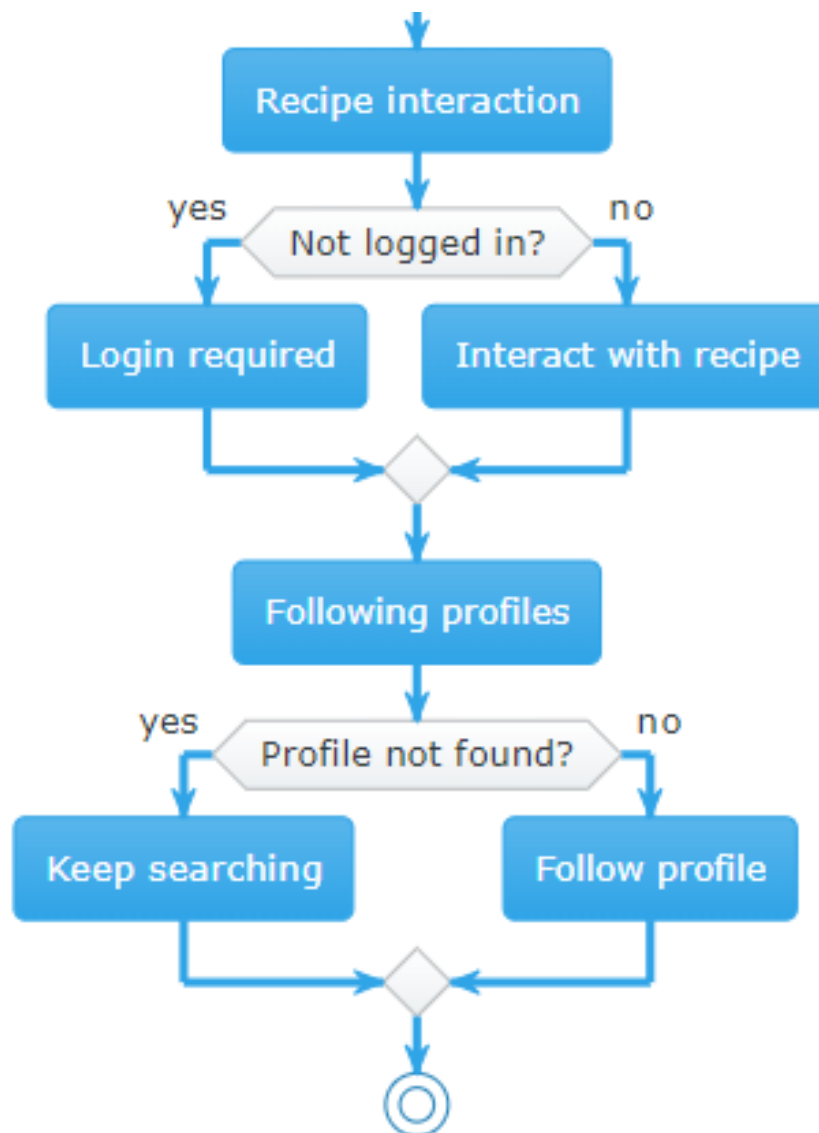 Recipe interaction
yes
no
Not logged in?
Login required
Interact with recipe
Following profiles
yes
no
Profile not found?
Keep searching
Follow profile